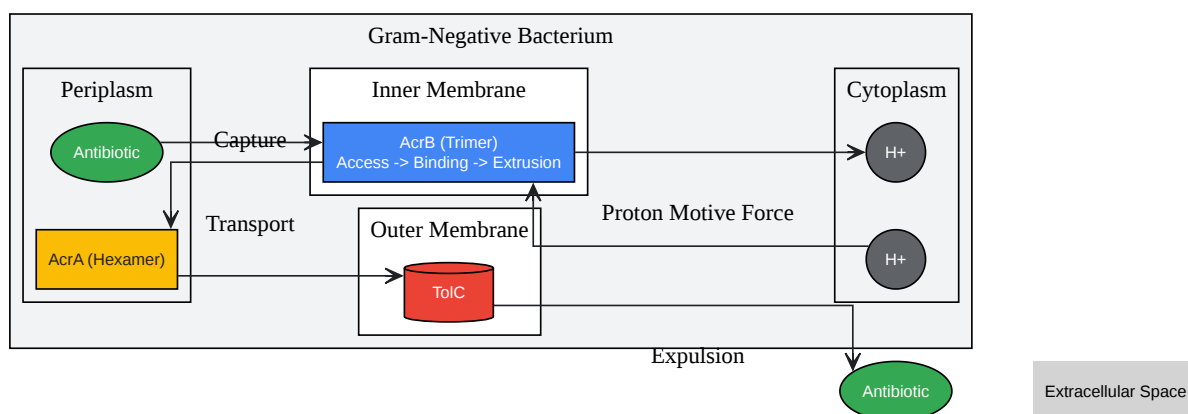 Gram-Negative Bacterium
Periplasm
Inner Membrane
Cytoplasm
Antibiotic
Capture
AcrB (Trimer)
Access -> Binding -> Extrusion
H+
Transport
Proton Motive Force
Outer Membrane
AcrA (Hexamer)
H+
TolC
Expulsion
Antibiotic
Extracellular Space